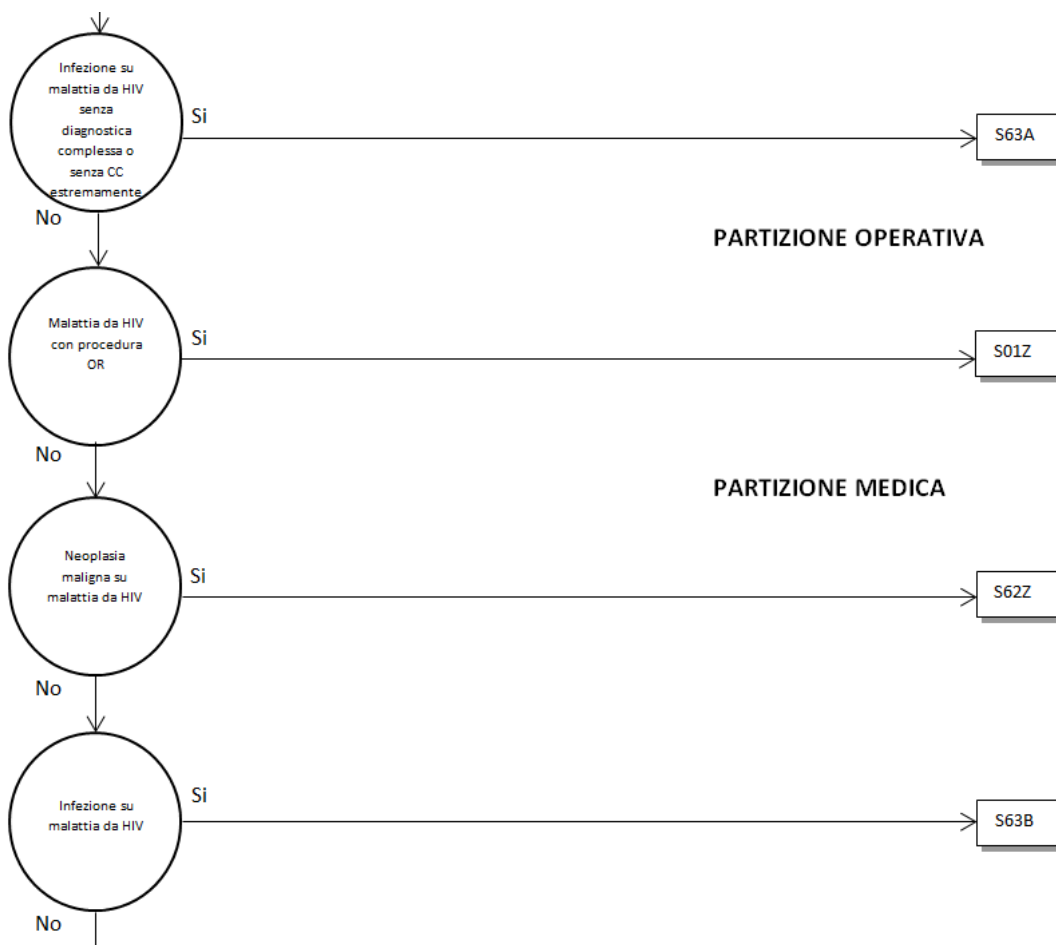 Infezione su
malattia da HIV
senza
diagnostica
complessa o
senza CC
estremamente
Si
S63A
No
PARTIZIONE OPERATIVA
Malattia da HIV
con procedura
OR
Si
S01Z
No
PARTIZIONE MEDICA
Neoplasia
maligna su
malattia da HIV
Si
S62Z
No
Infezione su
malattia da HIV
Si
S63B
No